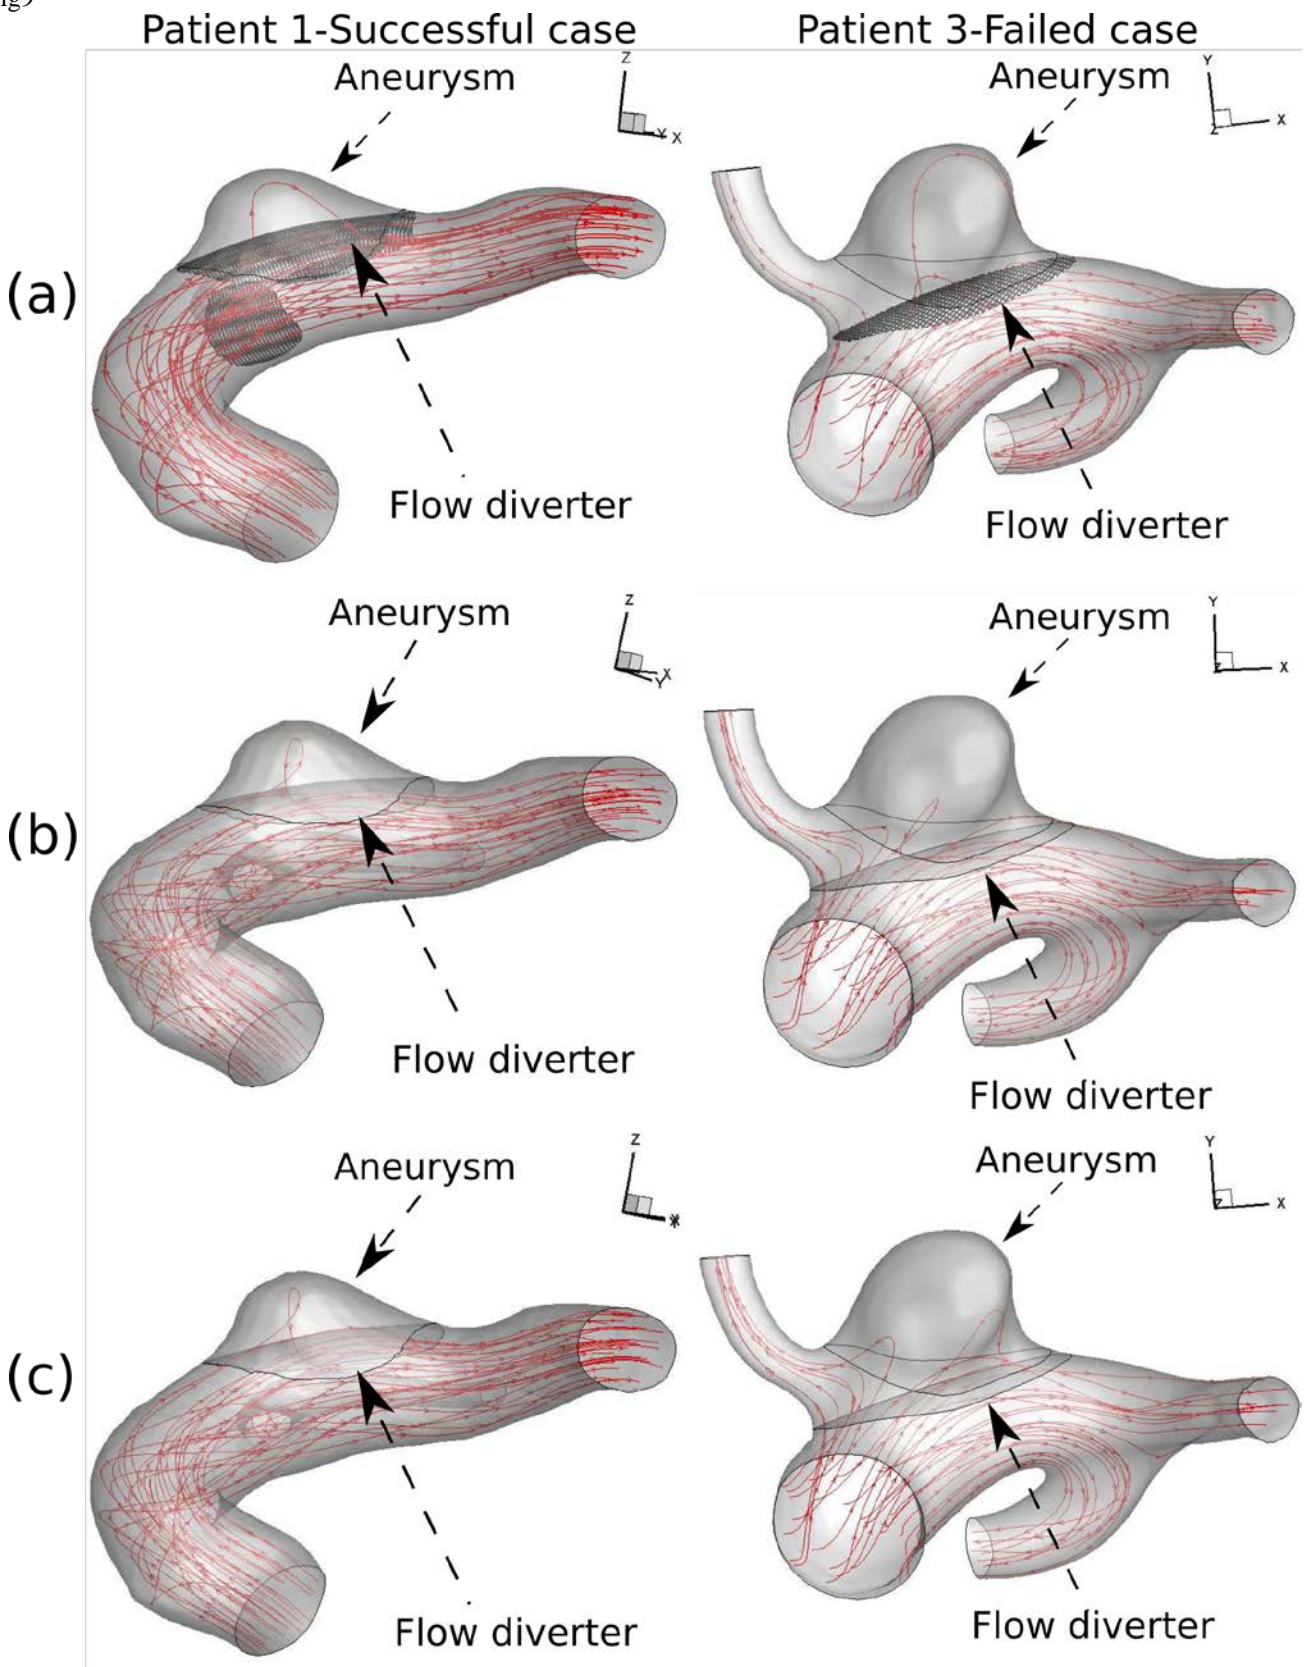 ig9
Patient 1-Successful case
Patient 3-Failed case
(a)
Aneurysm
Z
Y X
Flow diverter
Aneurysm
Y
X
Z
Flow diverter
(b)
Aneurysm
Z
X
Y
Flow diverter
Aneurysm
Y
Z X
Flow diverter
(c)
Aneurysm
Z
Flow diverter
Aneurysm
Y
Z X
Flow diverter